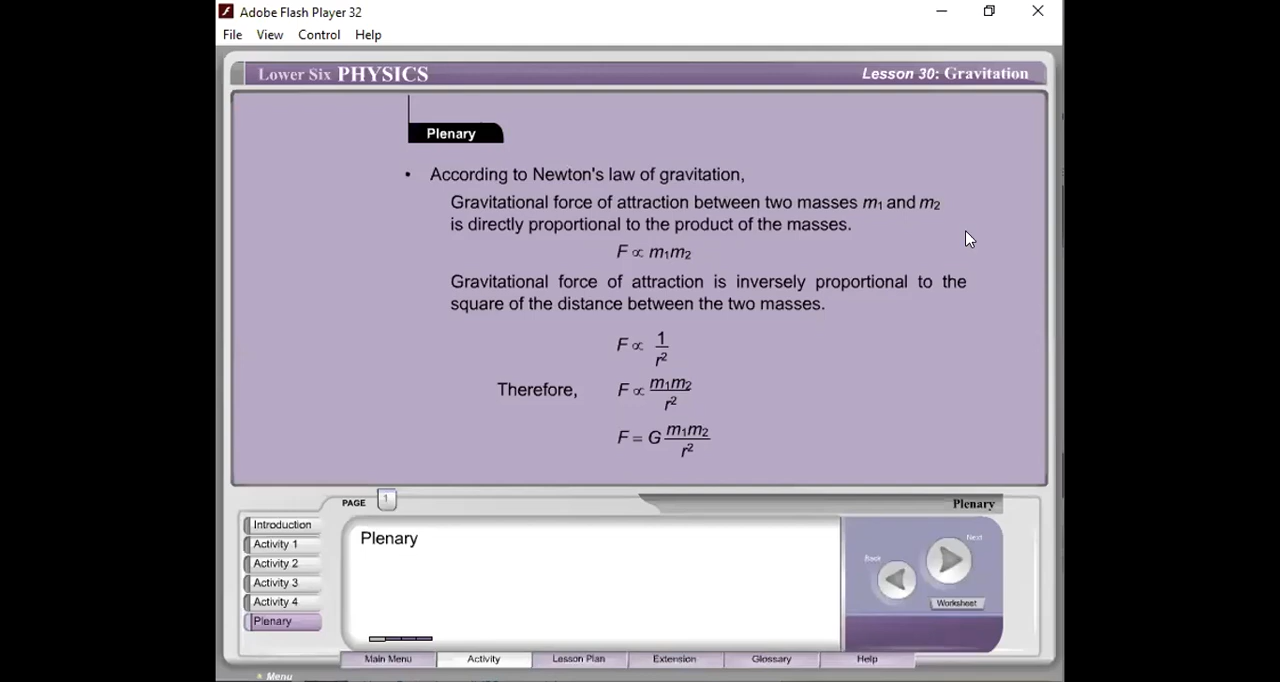 Adobe Flash Player 32
File View Control Help
Lower Six PHYSICS
Lesson 30: Gravitation
Plenary
• According to Newton's law of gravitation,
Gravitational force of attraction between two masses m₁ and m₂
is directly proportional to the product of the masses.
F ∝ m₁m₂
Gravitational force of attraction is inversely proportional to the
square of the distance between the two masses.
F ∝ 1/r²
Therefore, F ∝ m₁m₂/r²
F = G m₁m₂/r²
PAGE 1
Plenary
Introduction
Activity 1
Activity 2
Activity 3
Activity 4
Plenary
Plenary
Back
Next
Worksheet
Main Menu Activity Lesson Plan Extension Glossary Help
Menu